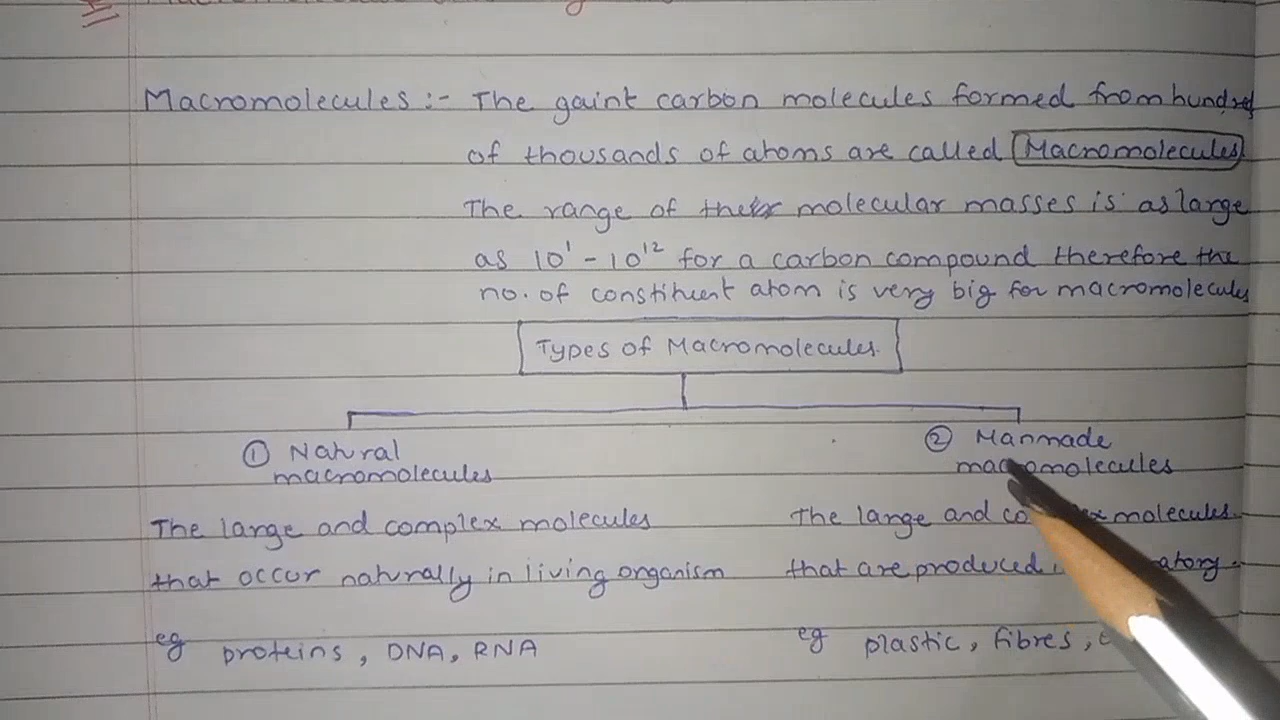 Macromolecules :- The gaint carbon molecules formed from hundred
of thousands of atoms are called Macromolecules
The range of their molecular masses is as large
as 10¹ - 10¹² for a carbon compound therefore the
no. of constituent atom is very big for macromolecules
Types of Macromolecules.
① Natural
macromolecules
The large and complex molecules
that occur naturally in living organism
eg proteins, DNA, RNA
② Manmade
macromolecules
The large and molecules.
that are produced
eg plastic, fibres,